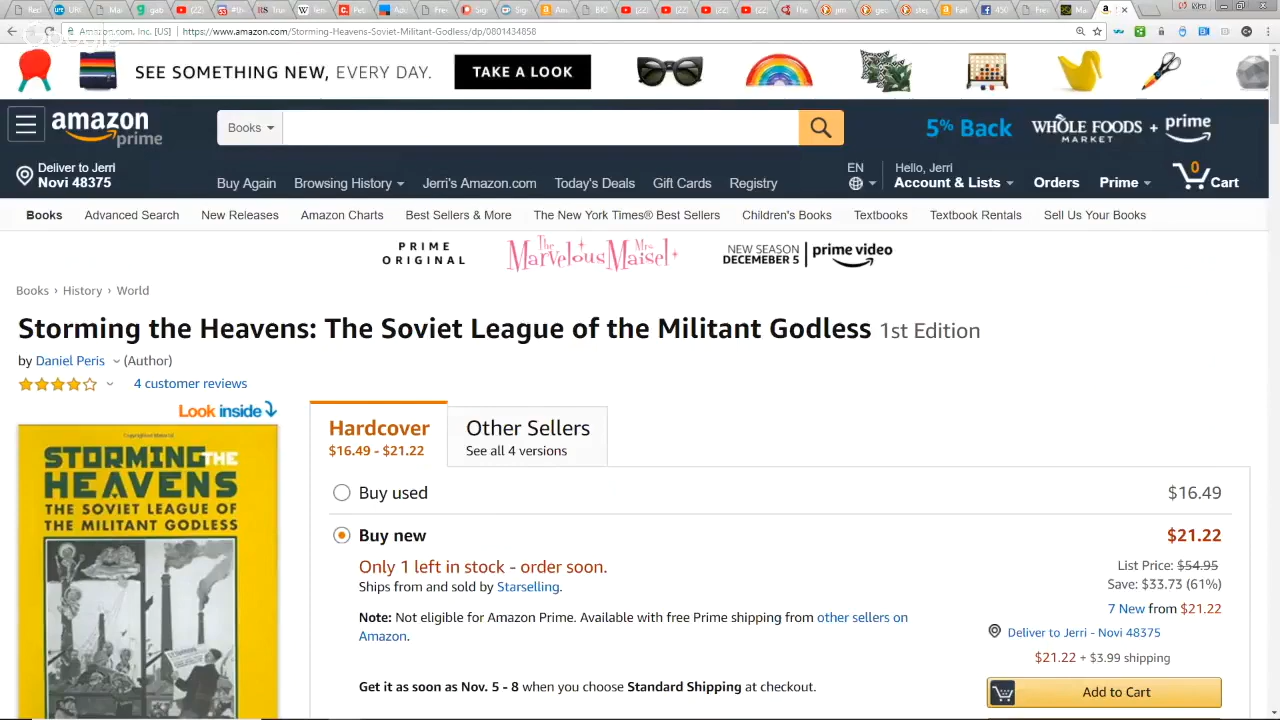 Amazon.com, Inc. [US] | https://www.amazon.com/Storming-Heavens-Soviet-Militant-Godless/dp/0801434858
SEE SOMETHING NEW, EVERY DAY. TAKE A LOOK
amazon prime
Books
5% Back WHOLE FOODS MARKET + prime
Deliver to Jerri
Novi 48375
Buy Again Browsing History Jerri's Amazon.com Today's Deals Gift Cards Registry
EN
Hello, Jerri
Account & Lists Orders Prime 0 Cart
Books Advanced Search New Releases Amazon Charts Best Sellers & More The New York Times® Best Sellers Children's Books Textbooks Textbook Rentals Sell Us Your Books
PRIME ORIGINAL The Marvelous Mrs. Maisel NEW SEASON DECEMEBER 5 | prime video
Books › History › World
Storming the Heavens: The Soviet League of the Militant Godless 1st Edition
by Daniel Peris (Author)
4 customer reviews
Look inside
STORMING THE
HEAVENS
THE SOVIET LEAGUE OF
THE MILITANT GODLESS
Hardcover
$16.49 - $21.22
Other Sellers
See all 4 versions
Buy used $16.49
Buy new $21.22
Only 1 left in stock - order soon.
Ships from and sold by Starselling.
Note: Not eligible for Amazon Prime. Available with free Prime shipping from other sellers on
Amazon.
Get it as soon as Nov. 5 - 8 when you choose Standard Shipping at checkout.
List Price: $54.95
Save: $33.73 (61%)
7 New from $21.22
Deliver to Jerri - Novi 48375
$21.22 + $3.99 shipping
Add to Cart